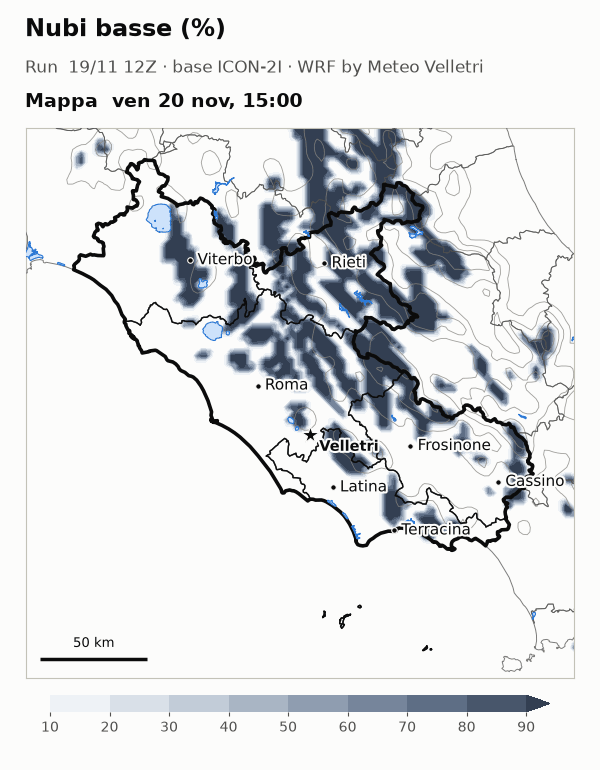 Nubi basse (%)
Run  19/11 12Z · base ICON-2I · WRF by Meteo Velletri
Mappa  ven 20 nov, 15:00
Viterbo
Rieti
Roma
Velletri
Frosinone
Latina
Cassino
Terracina
50 km
10 20 30 40 50 60 70 80 90